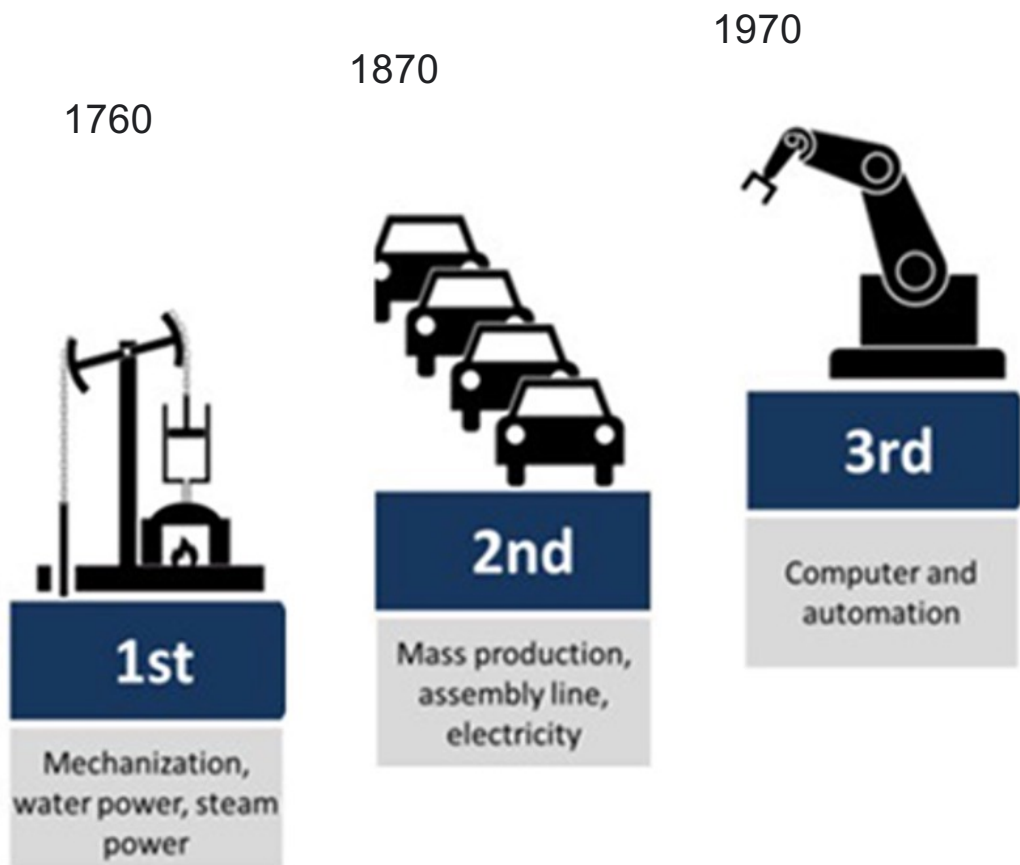 1760
1870
1970
1st
Mechanization,
water power, steam
power
2nd
Mass production,
assembly line,
electricity
3rd
Computer and
automation